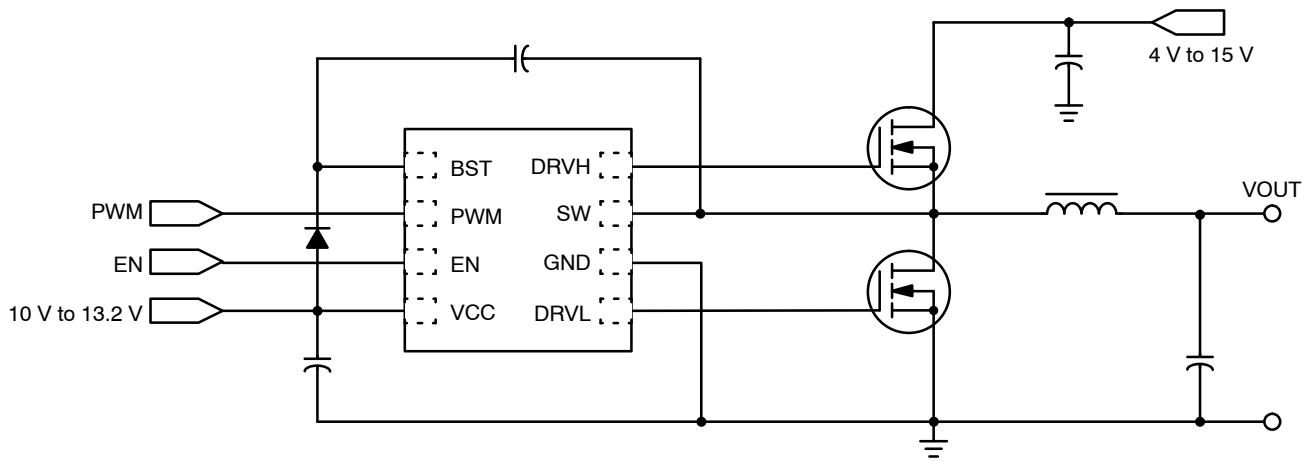 4 V to 15 V
BST
DRVH
PWM
PWM
SW
VOUT
EN
EN
GND
10 V to 13.2 V
VCC
DRVL